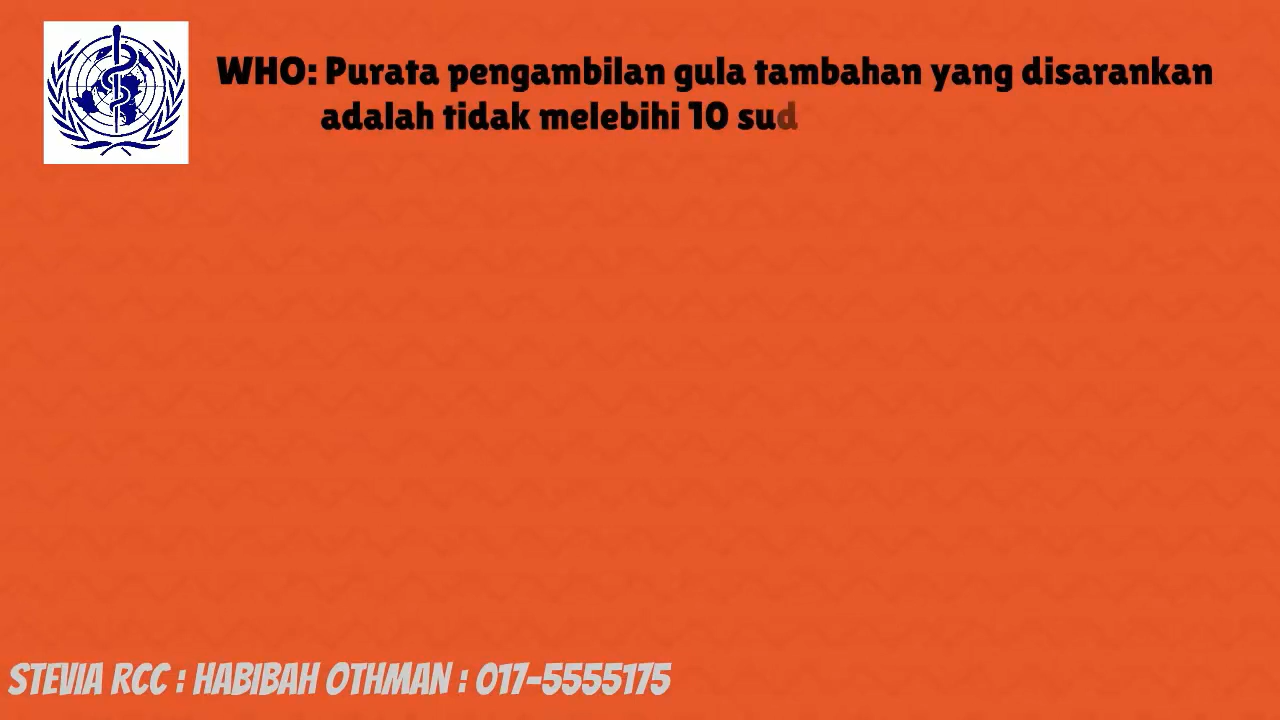 WHO: Purata pengambilan gula tambahan yang disarankan
adalah tidak melebihi 10 sud
STEVIA RCC : HABIBAH OTHMAN : 017-5555175